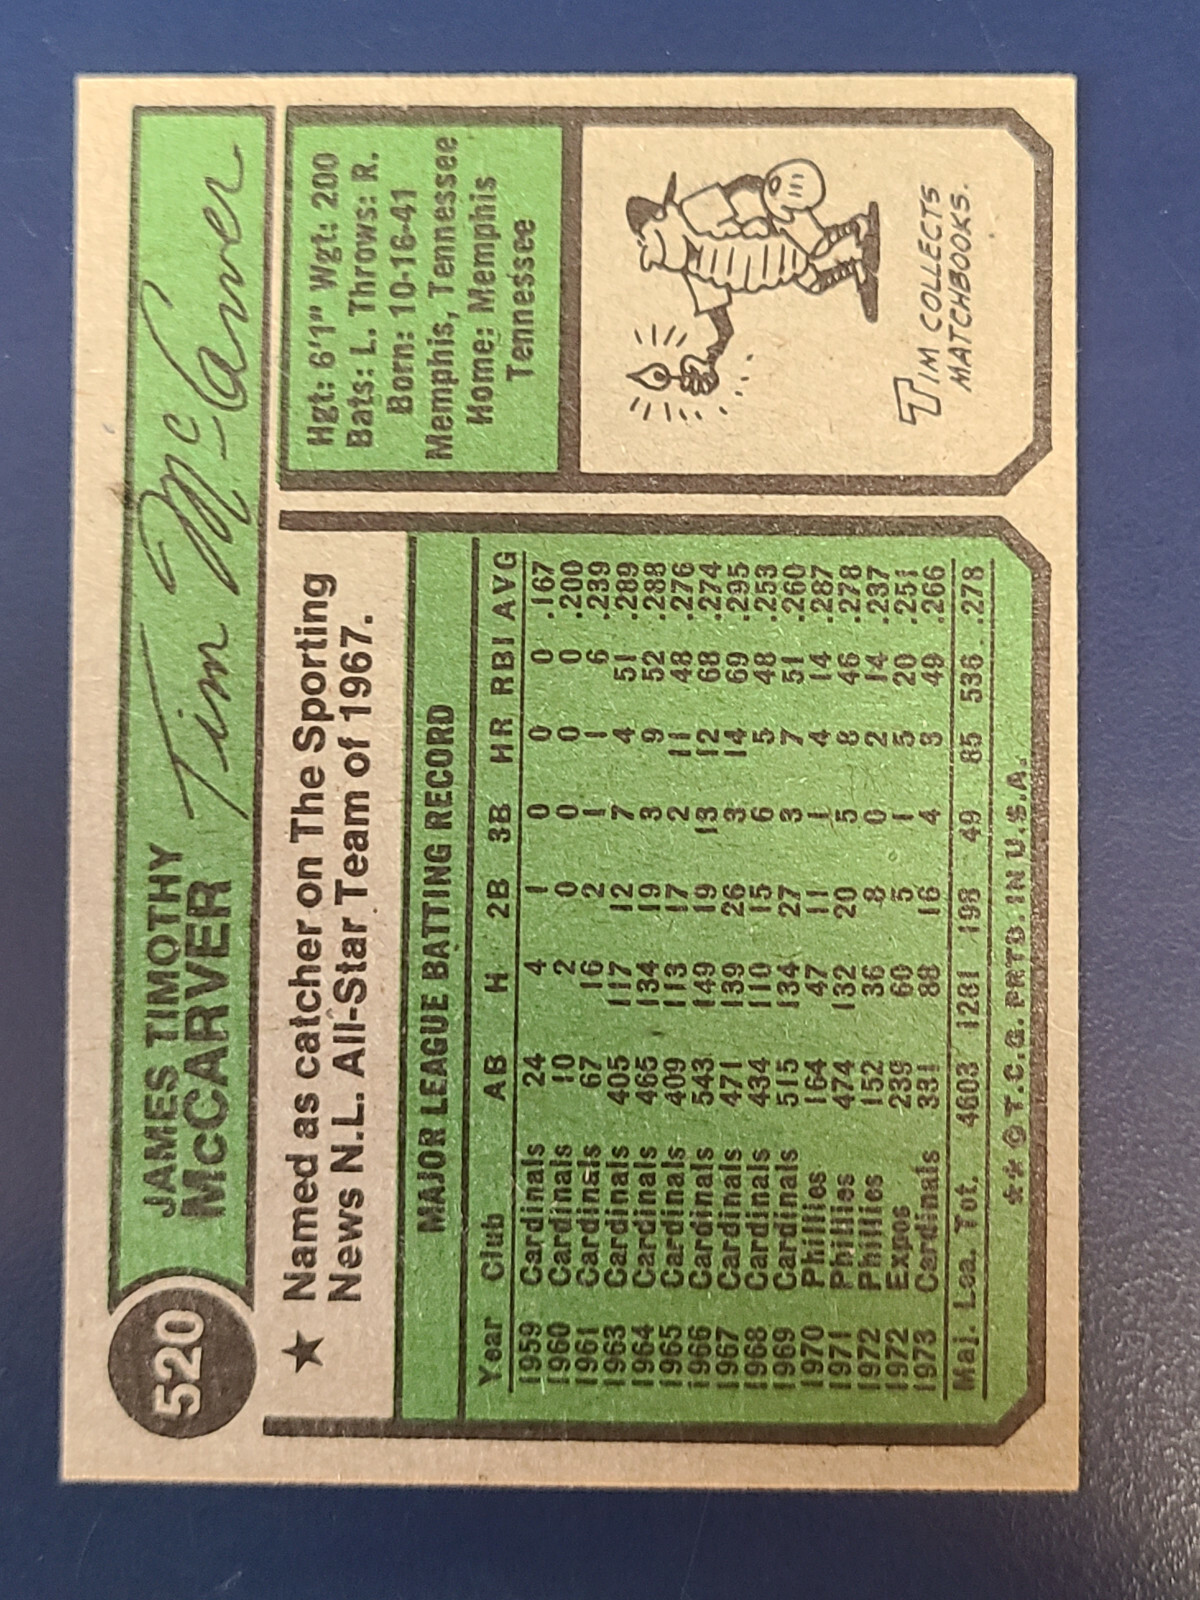 520
JAMES TIMOTHY
McCARVER
Tim McCarver
★ Named as catcher on The Sporting
News N.L. All-Star Team of 1967.
MAJOR LEAGUE BATTING RECORD
Year Club AB H 2B 3B HR RBI AVG
1959 Cardinals 24 4 1 0 0 0 .167
1960 Cardinals 10 2 0 0 0 0 .200
1961 Cardinals 67 16 2 1 1 6 .239
1963 Cardinals 405 117 12 7 4 51 .289
1964 Cardinals 465 134 19 3 9 52 .288
1965 Cardinals 409 113 17 2 11 48 .276
1966 Cardinals 543 149 19 13 12 68 .274
1967 Cardinals 471 139 26 3 14 69 .295
1968 Cardinals 434 110 15 6 5 48 .253
1969 Cardinals 515 134 27 3 7 51 .260
1970 Phillies 164 47 11 1 4 14 .287
1971 Phillies 474 132 20 5 8 46 .278
1972 Phillies 152 36 8 0 2 14 .237
1972 Expos 239 60 5 1 5 20 .251
1973 Cardinals 331 88 16 4 3 49 .266
Maj. Lea. Tot. 4603 1281 198 49 85 536 .278
★★ © T.C.G. PRTD. IN U.S.A.
Hgt: 6'1" Wgt: 200
Bats: L. Throws: R.
Born: 10-16-41
Memphis, Tennessee
Home: Memphis
Tennessee
TIM COLLECTS
MATCHBOOKS.